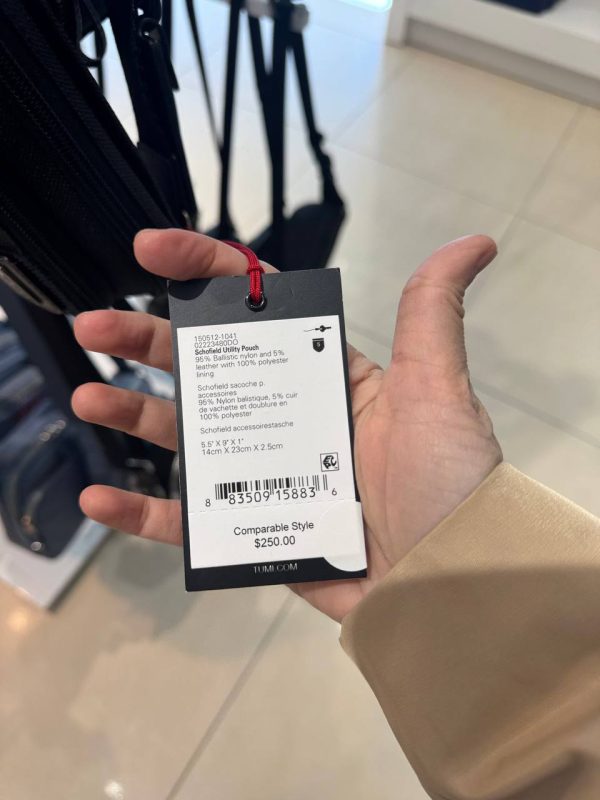 150512-1041
02223480DO
Schofield Utility Pouch
95% Ballistic nylon and 5%
leather with 100% polyester
lining
Schofield sacoche p.
accessoires
95% Nylon balistique, 5% cuir
de vachette et doublure en
100% polyester
Schofield accessoirestasche
5.5" X 9" X 1"
14cm X 23cm X 2.5cm
8 83509 15883 6
Comparable Style
$250.00
TUMI.COM